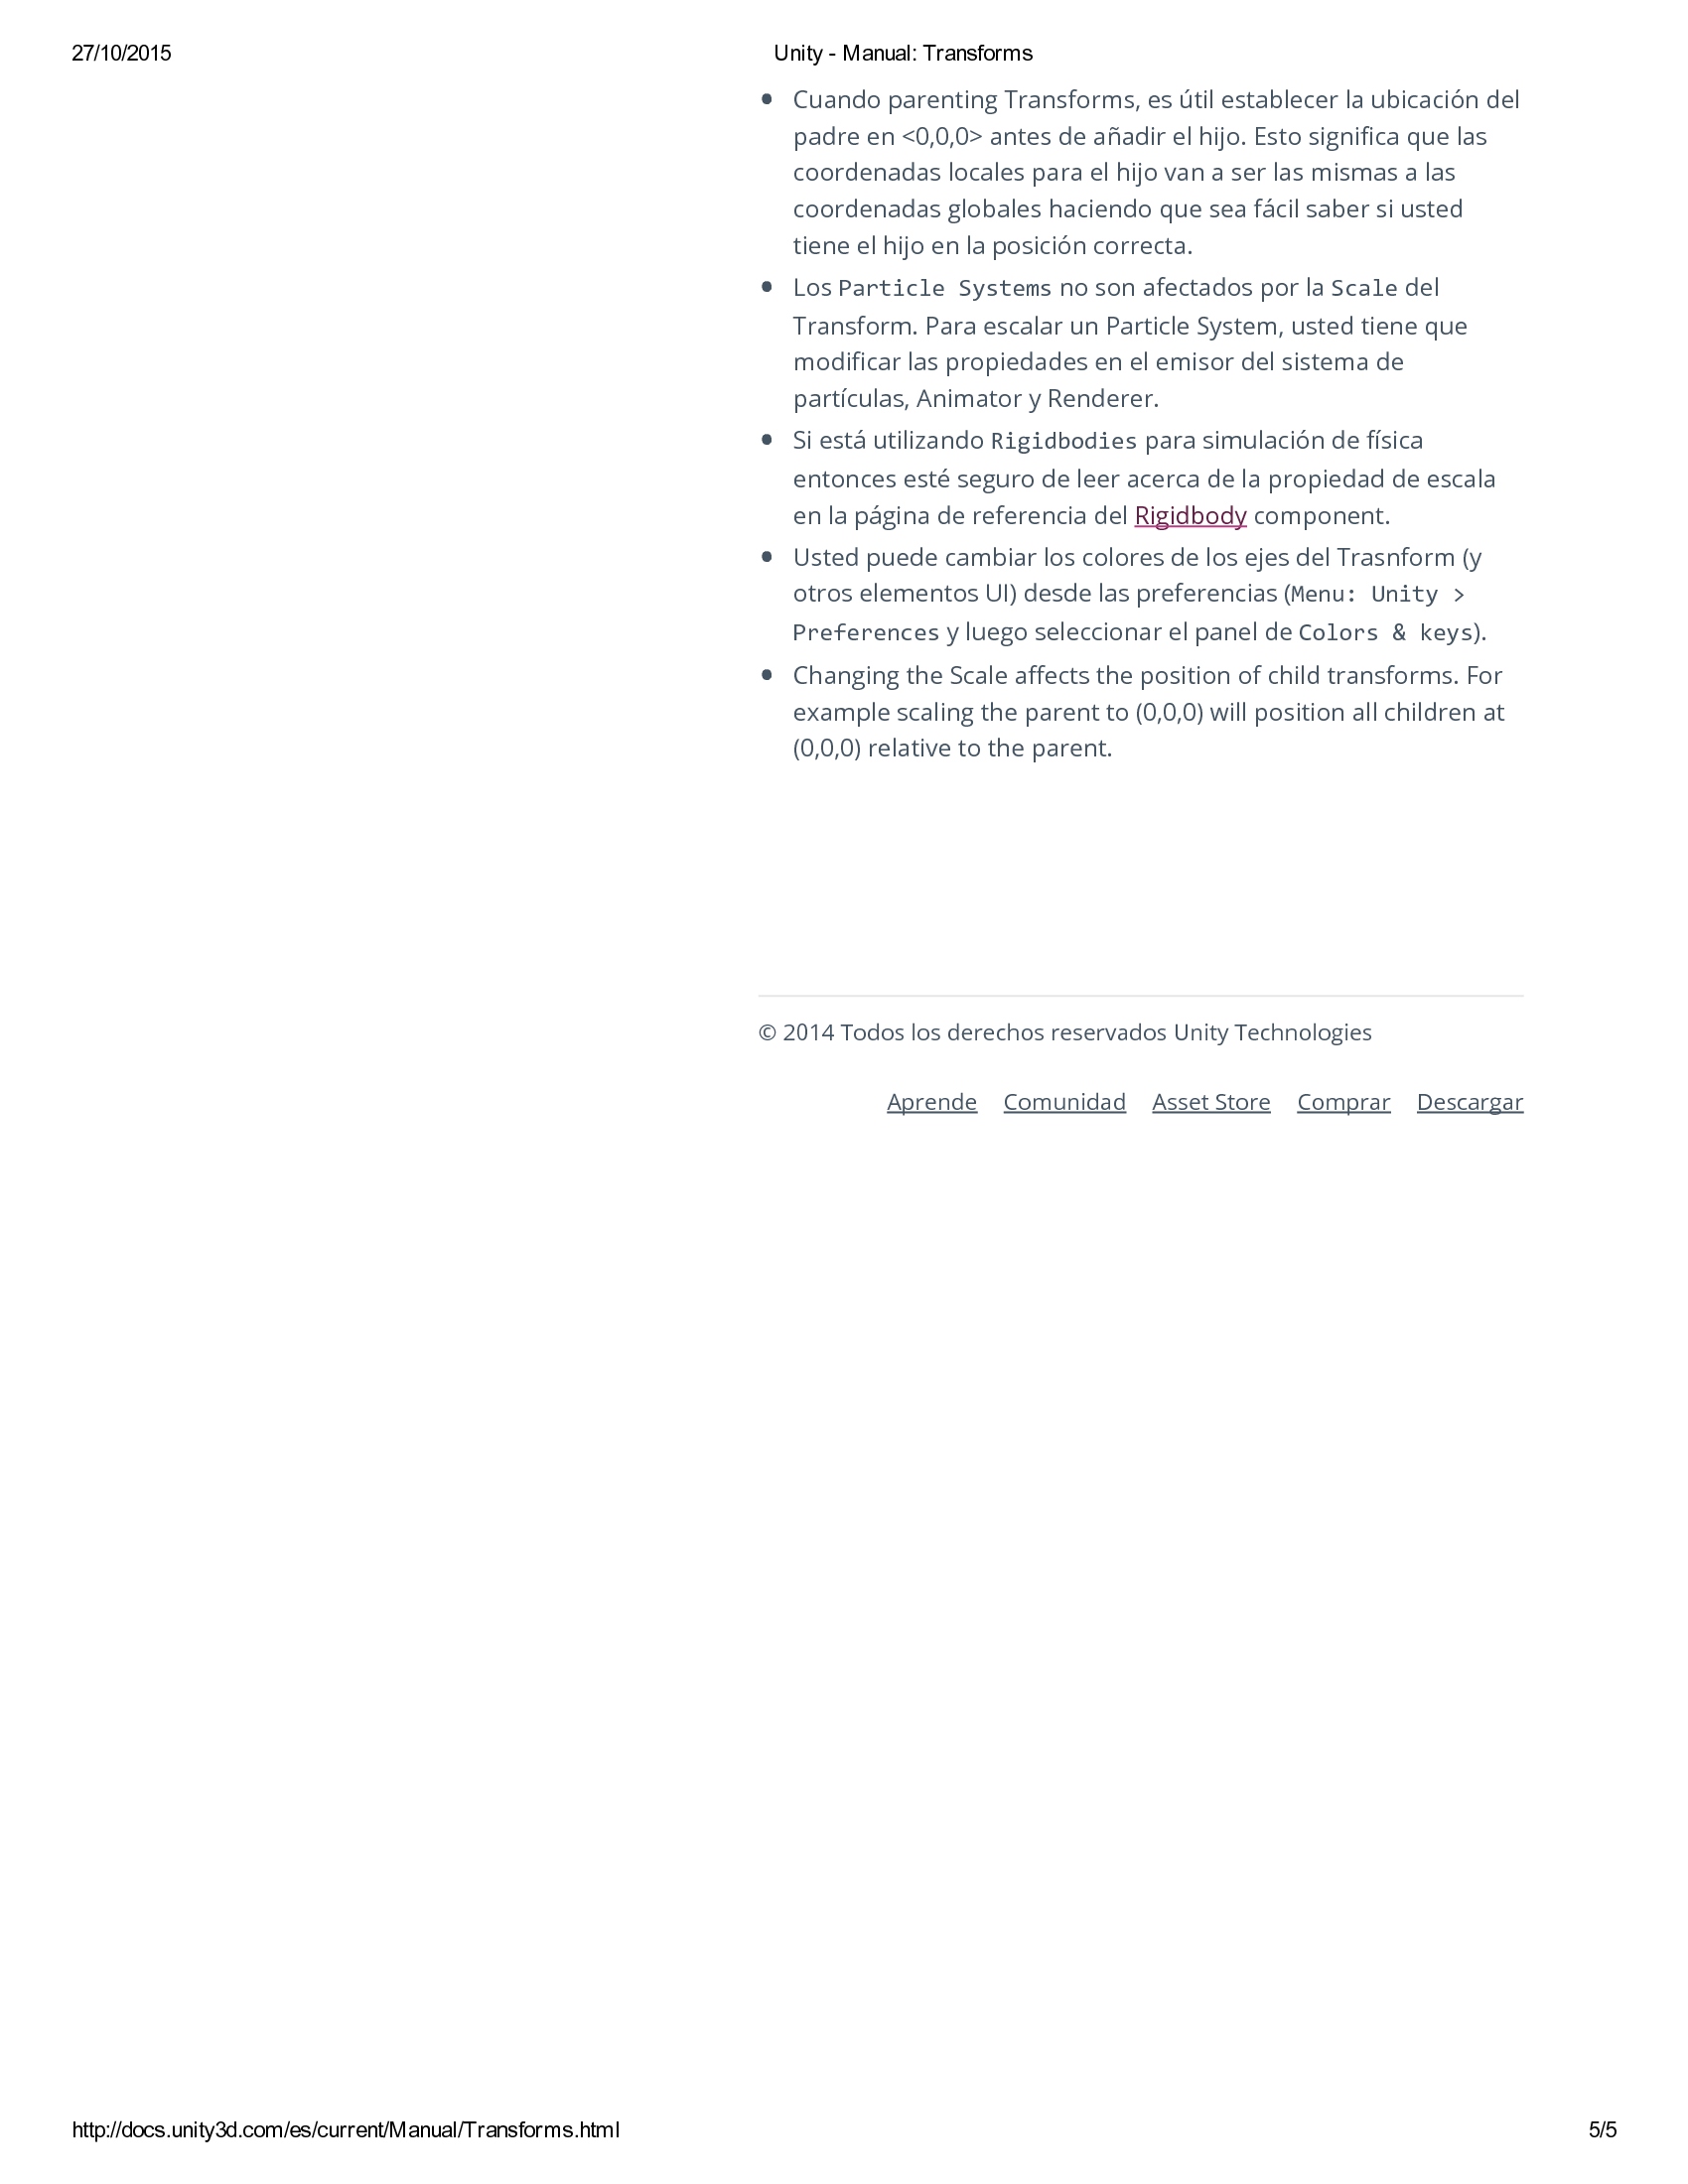 27/10/2015 Unity - Manual: Transforms
• Cuando parenting Transforms, es útil establecer la ubicación del
padre en <0,0,0> antes de añadir el hijo. Esto significa que las
coordenadas locales para el hijo van a ser las mismas a las
coordenadas globales haciendo que sea fácil saber si usted
tiene el hijo en la posición correcta.
• Los Particle Systems no son afectados por la Scale del
Transform. Para escalar un Particle System, usted tiene que
modificar las propiedades en el emisor del sistema de
partículas, Animator y Renderer.
• Si está utilizando Rigidbodies para simulación de física
entonces esté seguro de leer acerca de la propiedad de escala
en la página de referencia del Rigidbody component.
• Usted puede cambiar los colores de los ejes del Trasnform (y
otros elementos UI) desde las preferencias (Menu: Unity >
Preferences y luego seleccionar el panel de Colors & keys).
• Changing the Scale affects the position of child transforms. For
example scaling the parent to (0,0,0) will position all children at
(0,0,0) relative to the parent.
© 2014 Todos los derechos reservados Unity Technologies
Aprende Comunidad Asset Store Comprar Descargar
http://docs.unity3d.com/es/current/Manual/Transforms.html 5/5